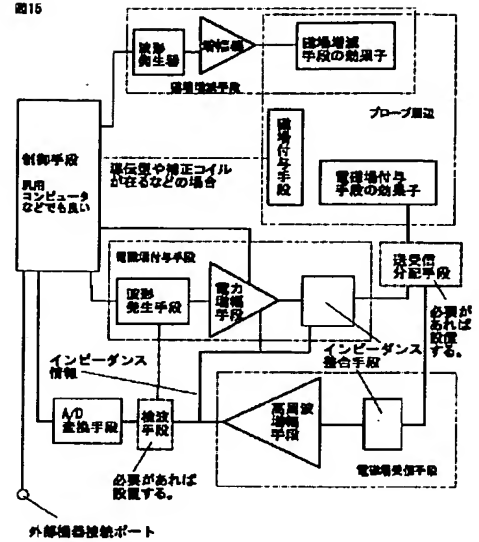 図15
波形
発生器
増幅器
磁場増減
手段の効果子
磁場増減手段
プローブ周辺
磁場付与手段
制御手段
汎用
コンピュータ
などでも良い
導伝型や補正コイル
が在るなどの場合
電磁場付与
手段の効果子
電磁場付与手段
波形
発生手段
電力
増幅
手段
送受信
分配手段
必要が
あれば
設置
する。
インピーダンス
整合手段
インピーダンス
情報
A/D
変換手段
検波
手段
高周波
増幅
手段
必要があれば
設置する。
電磁場受信手段
外部機器接続ポート